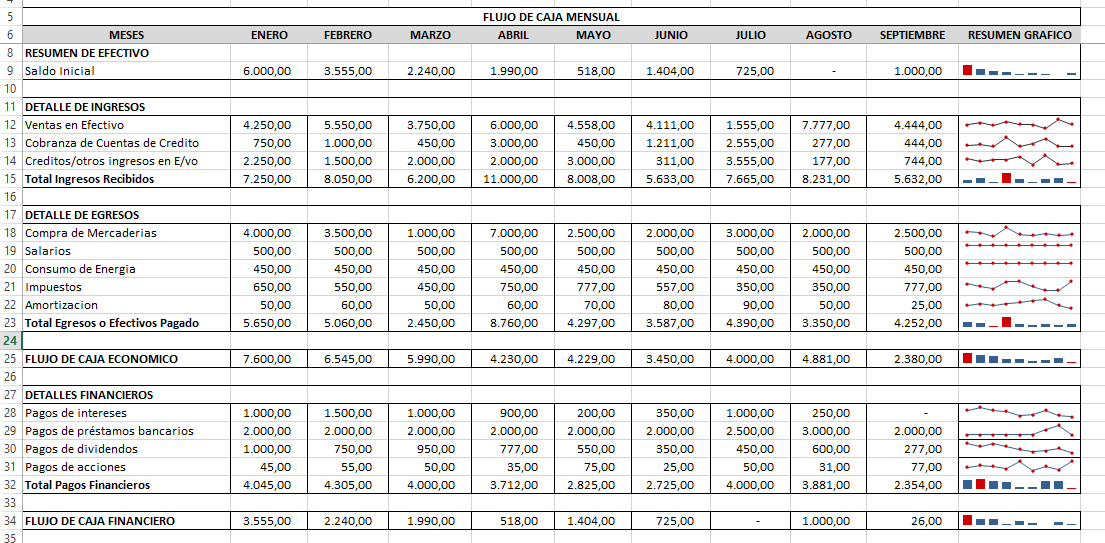 4
5 FLUJO DE CAJA MENSUAL
6 MESES ENERO FEBRERO MARZO ABRIL MAYO JUNIO JULIO AGOSTO SEPTIEMBRE RESUMEN GRAFICO
8 RESUMEN DE EFECTIVO
9 Saldo Inicial 6.000,00 3.555,00 2.240,00 1.990,00 518,00 1.404,00 725,00 - 1.000,00
10
11 DETALLE DE INGRESOS
12 Ventas en Efectivo 4.250,00 5.550,00 3.750,00 6.000,00 4.558,00 4.111,00 1.555,00 7.777,00 4.444,00
13 Cobranza de Cuentas de Credito 750,00 1.000,00 450,00 3.000,00 450,00 1.211,00 2.555,00 277,00 444,00
14 Creditos/otros ingresos en E/vo 2.250,00 1.500,00 2.000,00 2.000,00 3.000,00 311,00 3.555,00 177,00 744,00
15 Total Ingresos Recibidos 7.250,00 8.050,00 6.200,00 11.000,00 8.008,00 5.633,00 7.665,00 8.231,00 5.632,00
16
17 DETALLE DE EGRESOS
18 Compra de Mercaderias 4.000,00 3.500,00 1.000,00 7.000,00 2.500,00 2.000,00 3.000,00 2.000,00 2.500,00
19 Salarios 500,00 500,00 500,00 500,00 500,00 500,00 500,00 500,00 500,00
20 Consumo de Energia 450,00 450,00 450,00 450,00 450,00 450,00 450,00 450,00 450,00
21 Impuestos 650,00 550,00 450,00 750,00 777,00 557,00 350,00 350,00 777,00
22 Amortizacion 50,00 60,00 50,00 60,00 70,00 80,00 90,00 50,00 25,00
23 Total Egresos o Efectivos Pagado 5.650,00 5.060,00 2.450,00 8.760,00 4.297,00 3.587,00 4.390,00 3.350,00 4.252,00
24
25 FLUJO DE CAJA ECONOMICO 7.600,00 6.545,00 5.990,00 4.230,00 4.229,00 3.450,00 4.000,00 4.881,00 2.380,00
26
27 DETALLES FINANCIEROS
28 Pagos de intereses 1.000,00 1.500,00 1.000,00 900,00 200,00 350,00 1.000,00 250,00 -
29 Pagos de préstamos bancarios 2.000,00 2.000,00 2.000,00 2.000,00 2.000,00 2.000,00 2.500,00 3.000,00 2.000,00
30 Pagos de dividendos 1.000,00 750,00 950,00 777,00 550,00 350,00 450,00 600,00 277,00
31 Pagos de acciones 45,00 55,00 50,00 35,00 75,00 25,00 50,00 31,00 77,00
32 Total Pagos Financieros 4.045,00 4.305,00 4.000,00 3.712,00 2.825,00 2.725,00 4.000,00 3.881,00 2.354,00
33
34 FLUJO DE CAJA FINANCIERO 3.555,00 2.240,00 1.990,00 518,00 1.404,00 725,00 - 1.000,00 26,00
35